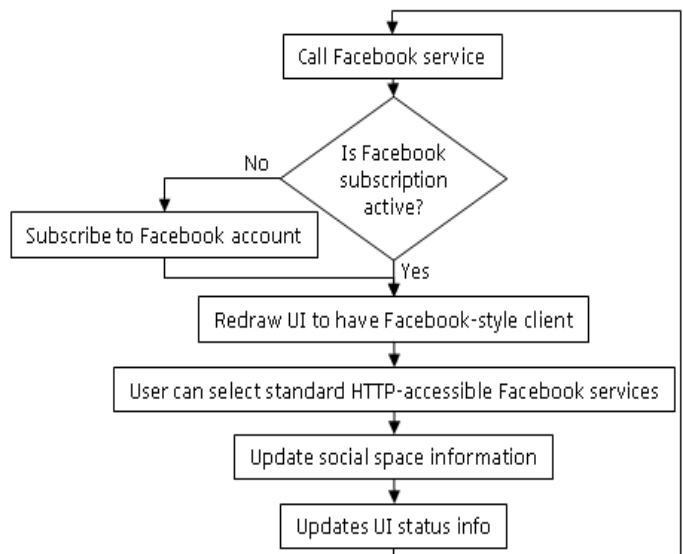 Call Facebook service
Is Facebook
subscription
active?
No
Subscribe to Facebook account
Yes
Redraw UI to have Facebook-style client
User can select standard HTTP-accessible Facebook services
Update social space information
Updates UI status info